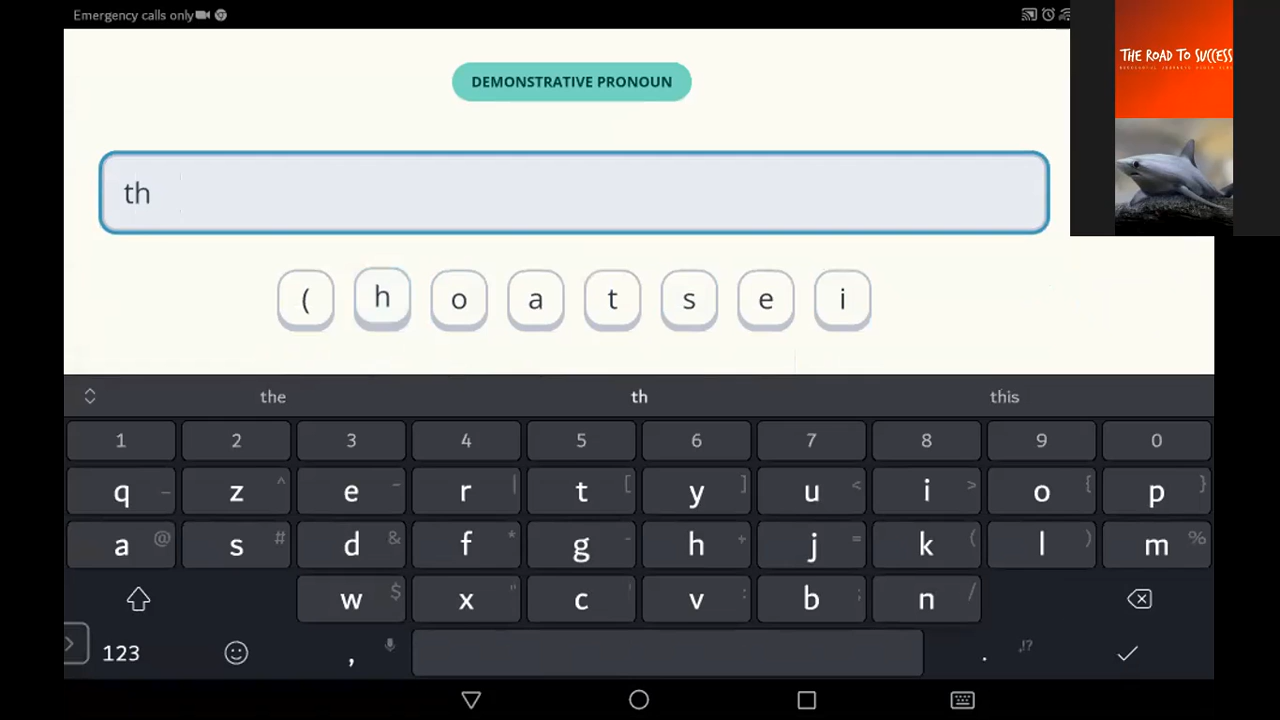 Emergency calls only
THE ROAD TO SUCCESS
DEMONSTRATIVE PRONOUN
th
( h o a t s e i
the th this
1 2 3 4 5 6 7 8 9 0
q _ z ^ e ~ r | t [ y ] u < i > o { p }
a @ s # d & f * g - h + j = k ( l ) m %
w $ x " c ' v : b ; n /
123 , . ,!?